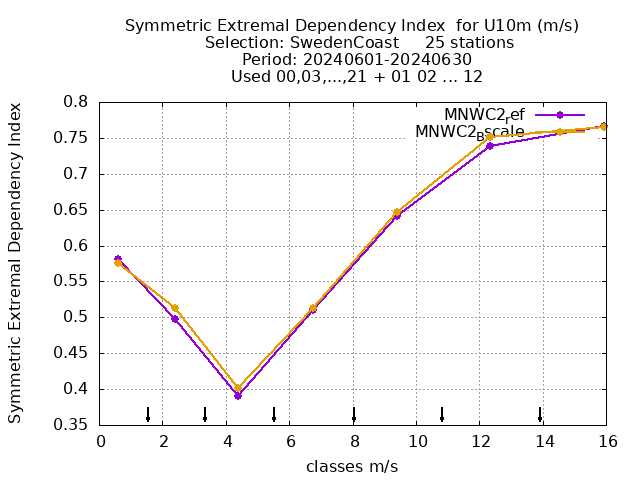 Symmetric Extremal Dependency Index  for U10m (m/s)
Selection: SwedenCoast     25 stations
Period: 20240601-20240630
Used 00,03,...,21 + 01 02 ... 12
Symmetric Extremal Dependency Index
0.8
0.75
0.7
0.65
0.6
0.55
0.5
0.45
0.4
0.35
MNWC2ref
MNWC2Bscale
0 2 4 6 8 10 12 14 16
classes m/s